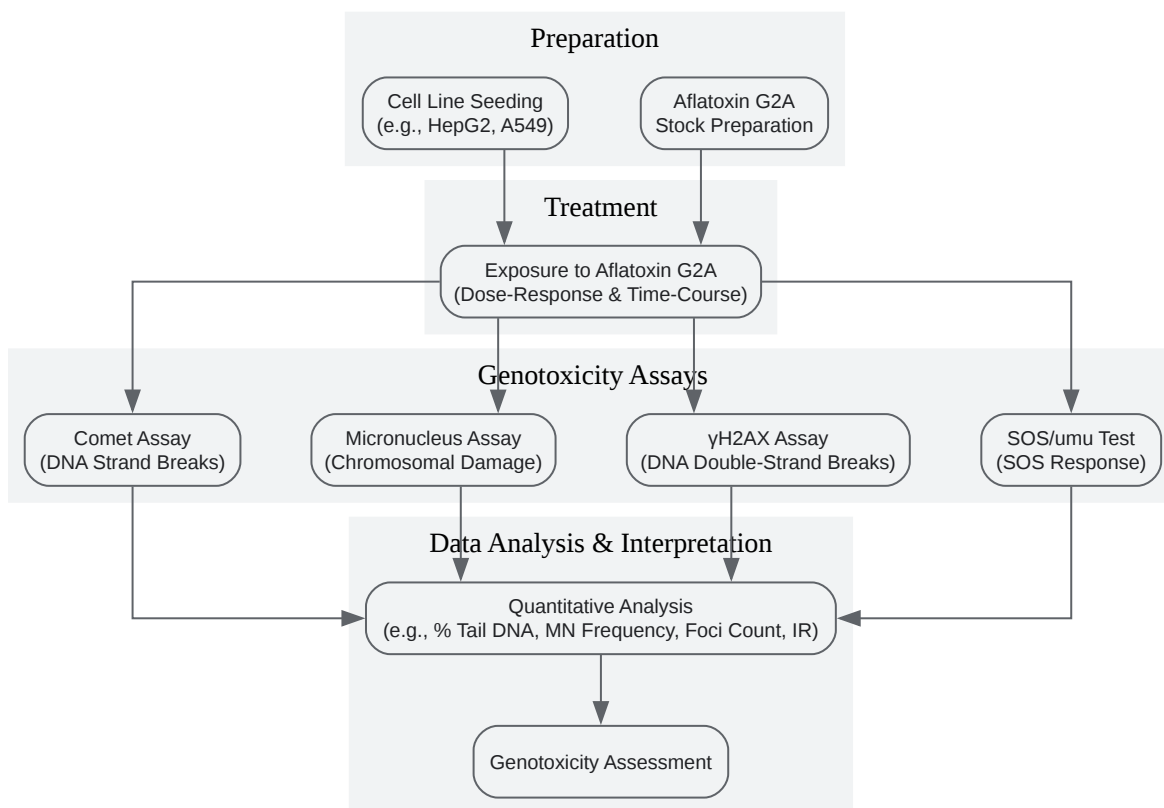 Preparation
Cell Line Seeding
(e.g., HepG2, A549)
Aflatoxin G2A
Stock Preparation
Treatment
Exposure to Aflatoxin G2A
(Dose-Response & Time-Course)
Genotoxicity Assays
Comet Assay
(DNA Strand Breaks)
Micronucleus Assay
(Chromosomal Damage)
γH2AX Assay
(DNA Double-Strand Breaks)
SOS/umu Test
(SOS Response)
Data Analysis & Interpretation
Quantitative Analysis
(e.g., % Tail DNA, MN Frequency, Foci Count, IR)
Genotoxicity Assessment